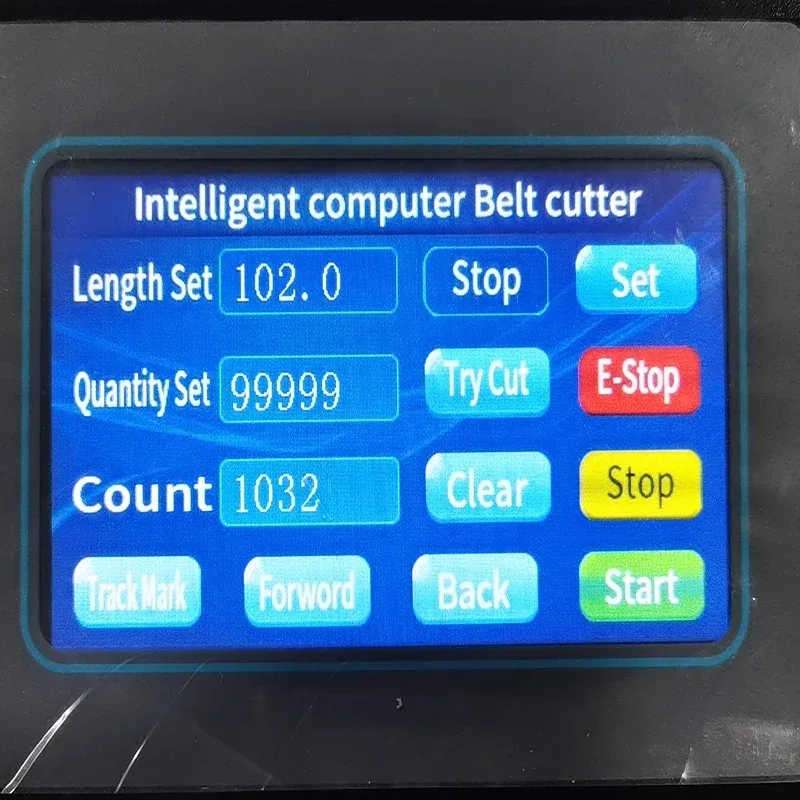 Intelligent computer Belt cutter
Length Set 102.0 Stop Set
Quantity Set 99999 Try Cut E-Stop
Count 1032 Clear Stop
Track Mark Forword Back Start